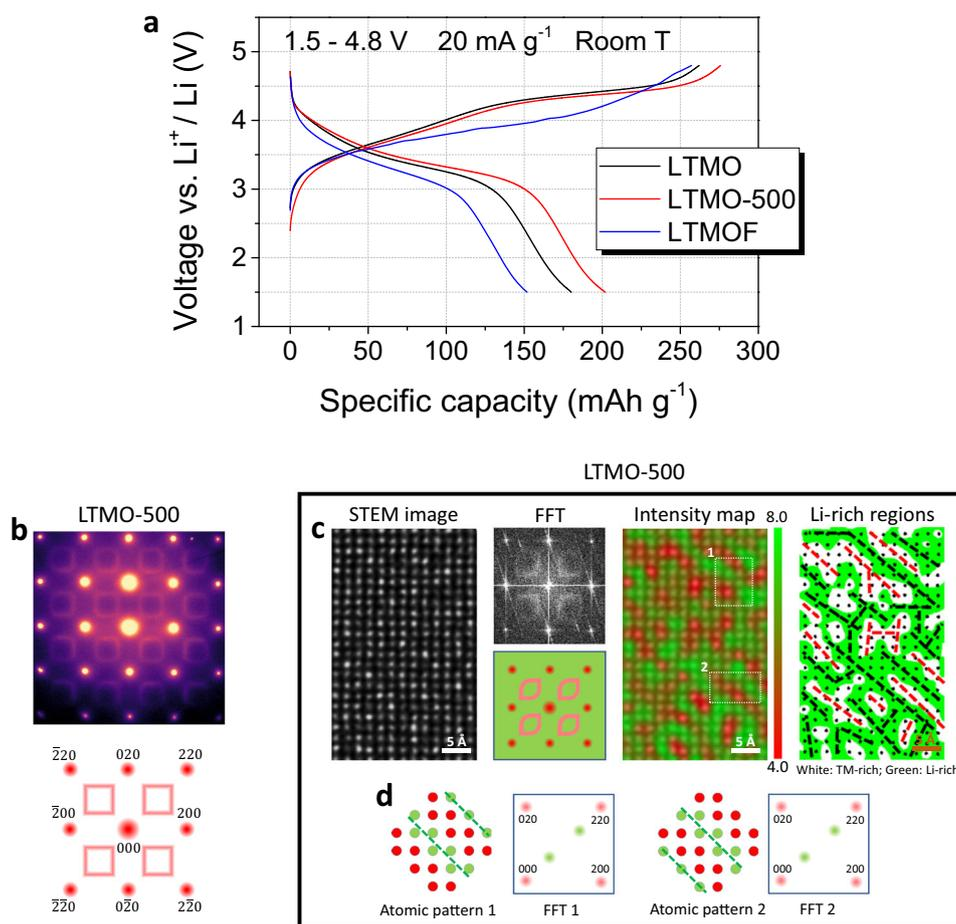 a
1.5 - 4.8 V 20 mA g⁻¹ Room T
Voltage vs. Li⁺ / Li (V)
5
4
3
2
1
LTMO
LTMO-500
LTMOF
0 50 100 150 200 250 300
Specific capacity (mAh g⁻¹)
LTMO-500
b
LTMO-500
2̅20 020 220
2̅00 200
000
2̅2̅0 02̅0 22̅0
c
STEM image FFT Intensity map Li-rich regions
8.0
4.0
1
2
5 Å
5 Å
5 Å
White: TM-rich; Green: Li-rich
d
020 220
000 200
Atomic pattern 1 FFT 1
020 220
000 200
Atomic pattern 2 FFT 2